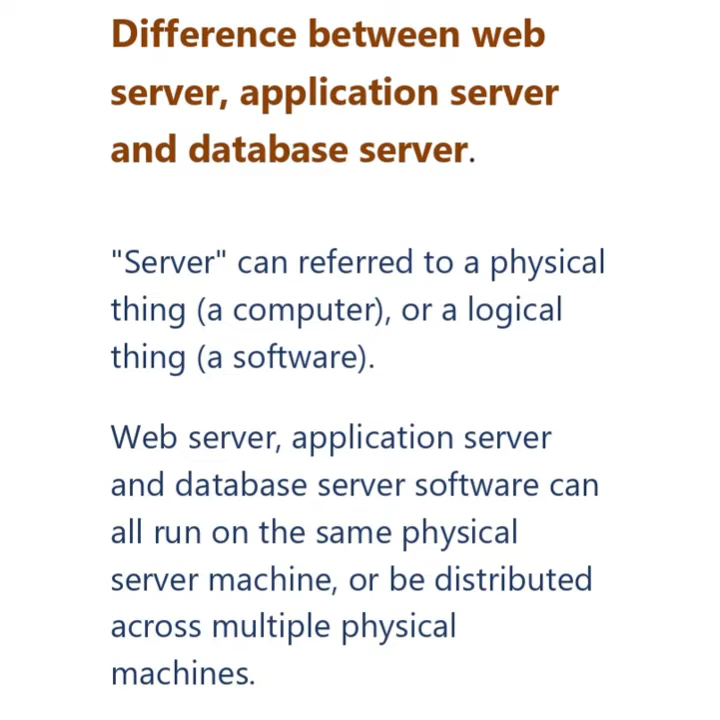 Difference between web
server, application server
and database server.
"Server" can referred to a physical
thing (a computer), or a logical
thing (a software).
Web server, application server
and database server software can
all run on the same physical
server machine, or be distributed
across multiple physical
machines.